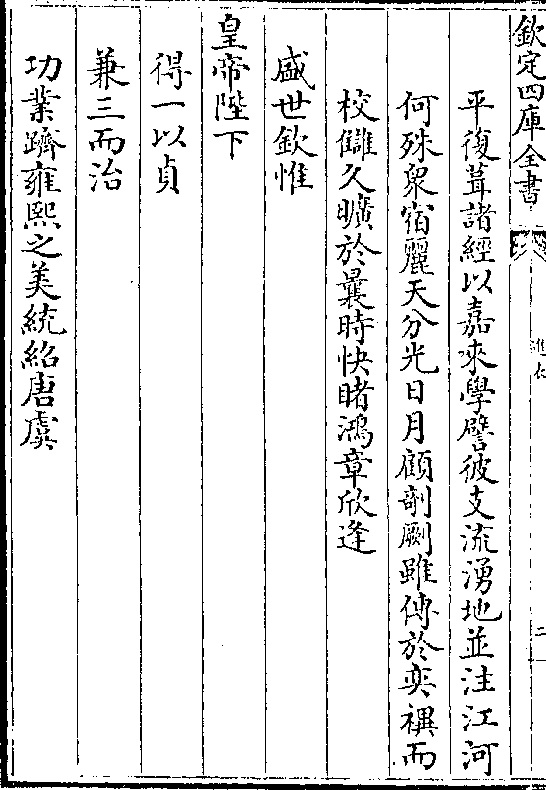 欽定四庫全書
進表
二
平復葺諸經以嘉來學譬彼支流湧地並注江河
何殊衆宿麗天分光日月顧剞劂雖傳於奕禩而
校讎久曠於曩時快睹鴻章欣逢
盛世欽惟
皇帝陛下
得一以貞
兼三而治
功業躋雍熙之美統紹唐虞